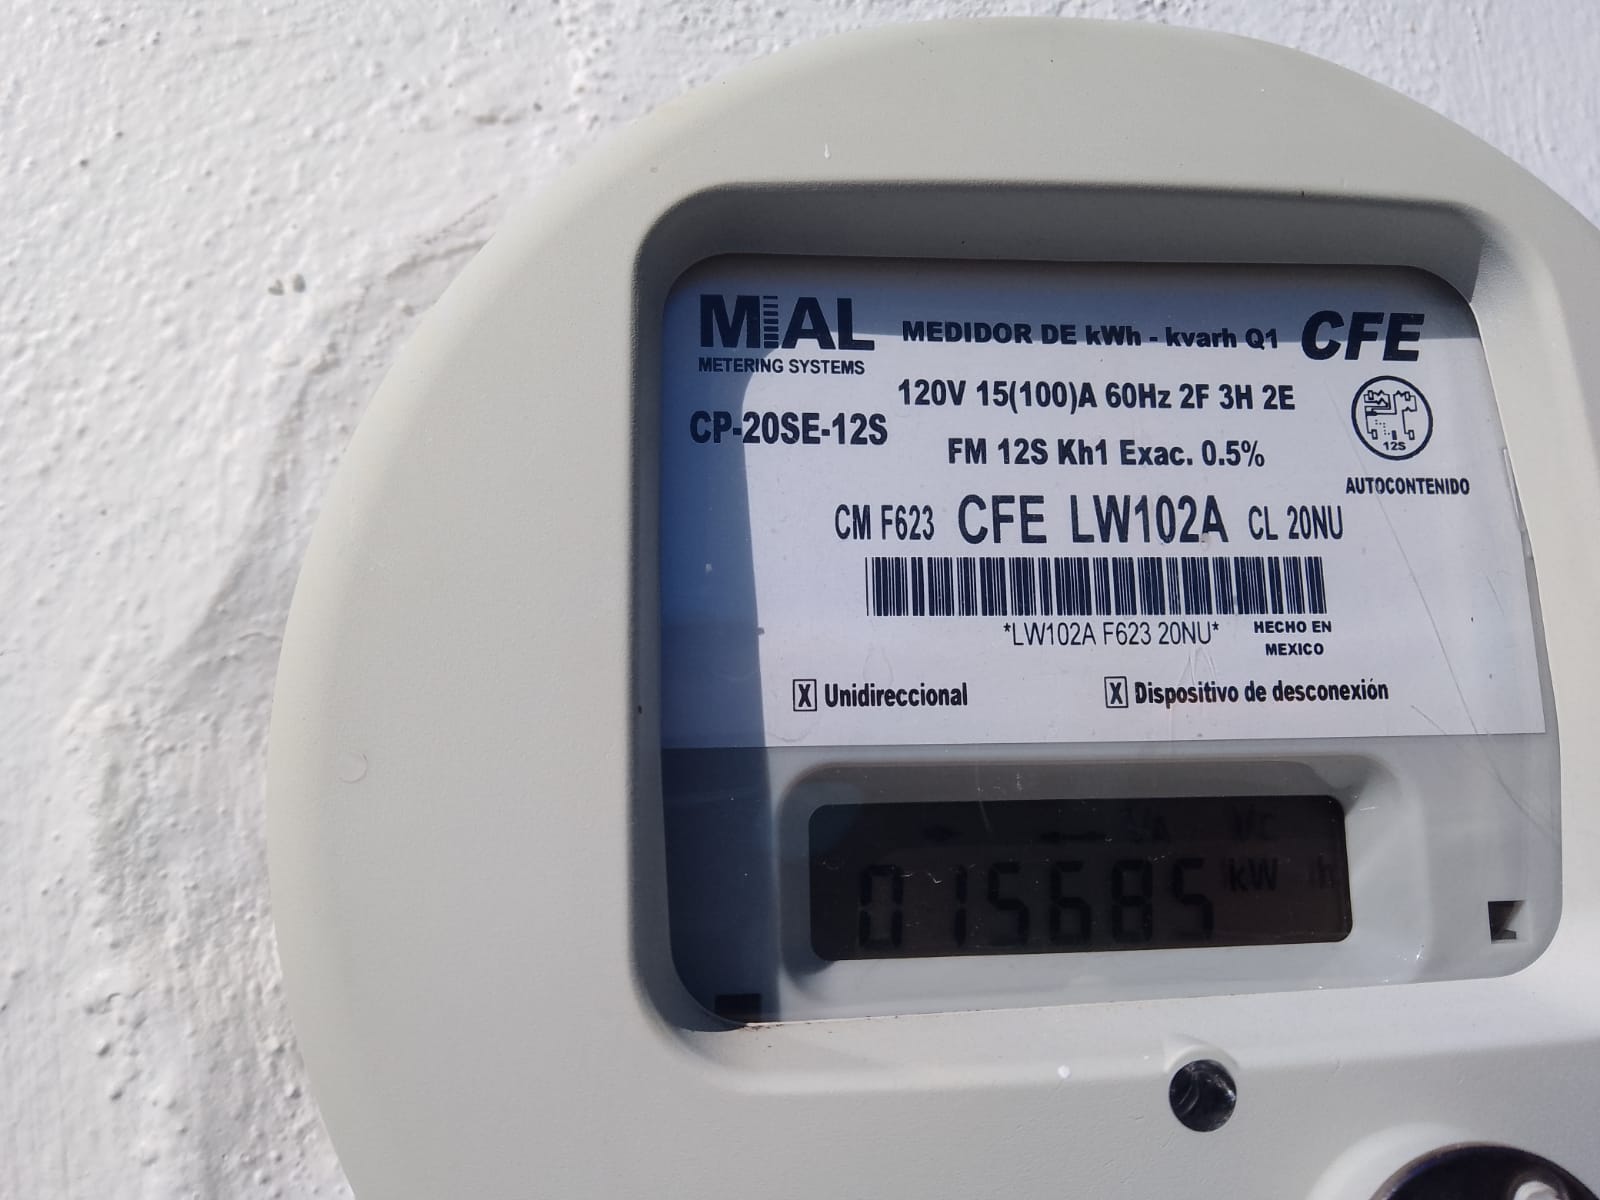 MIAL
METERING SYSTEMS
MEDIDOR DE kWh - kvarh Q1
CFE
120V 15(100)A 60Hz 2F 3H 2E
CP-20SE-12S
FM 12S Kh1 Exac. 0.5%
12S
AUTOCONTENIDO
CM F623 CFE LW102A CL 20NU
*LW102A F623 20NU*
HECHO EN
MEXICO
X Unidireccional
X Dispositivo de desconexión
015685 kW h